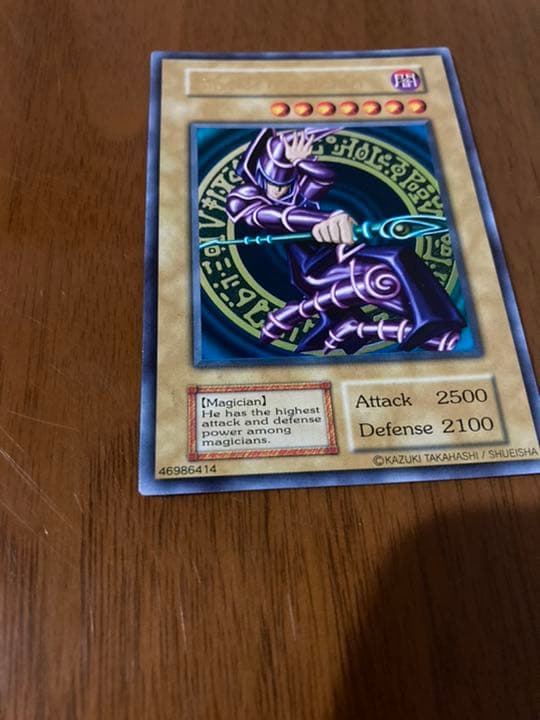 闇
【Magician】
He has the highest
attack and defense
power among
magicians.
Attack 2500
Defense 2100
46986414
©KAZUKI TAKAHASHI / SHUEISHA